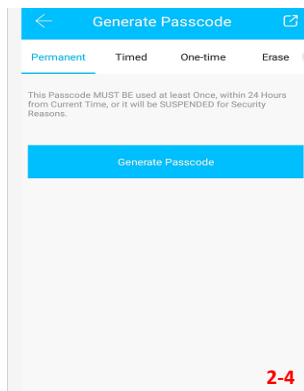 Generate Passcode
Permanent Timed One-time Erase
This Passcode MUST BE used at least Once, within 24 Hours
from Current Time, or it will be SUSPENDED for Security
Reasons.
Generate Passcode
2-4